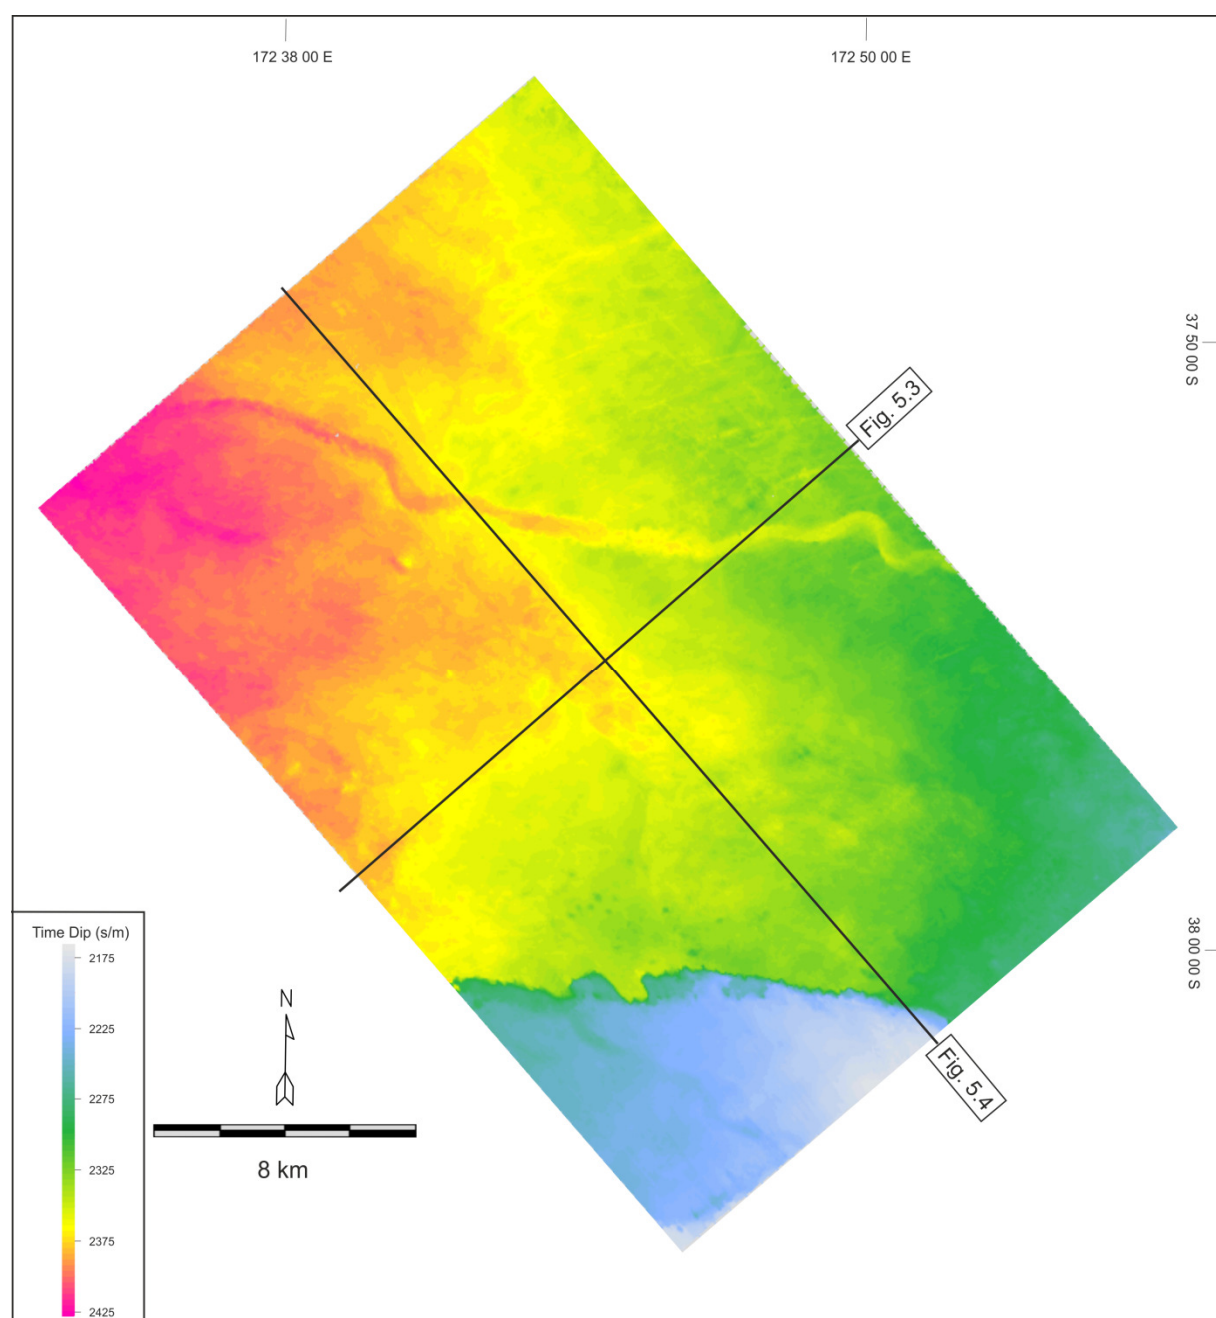 172 38 00 E
172 50 00 E
37 50 00 S
Fig. 5.3
38 00 00 S
Time Dip (s/m)
2175
2225
2275
2325
2375
2425
N
8 km
Fig. 5.4